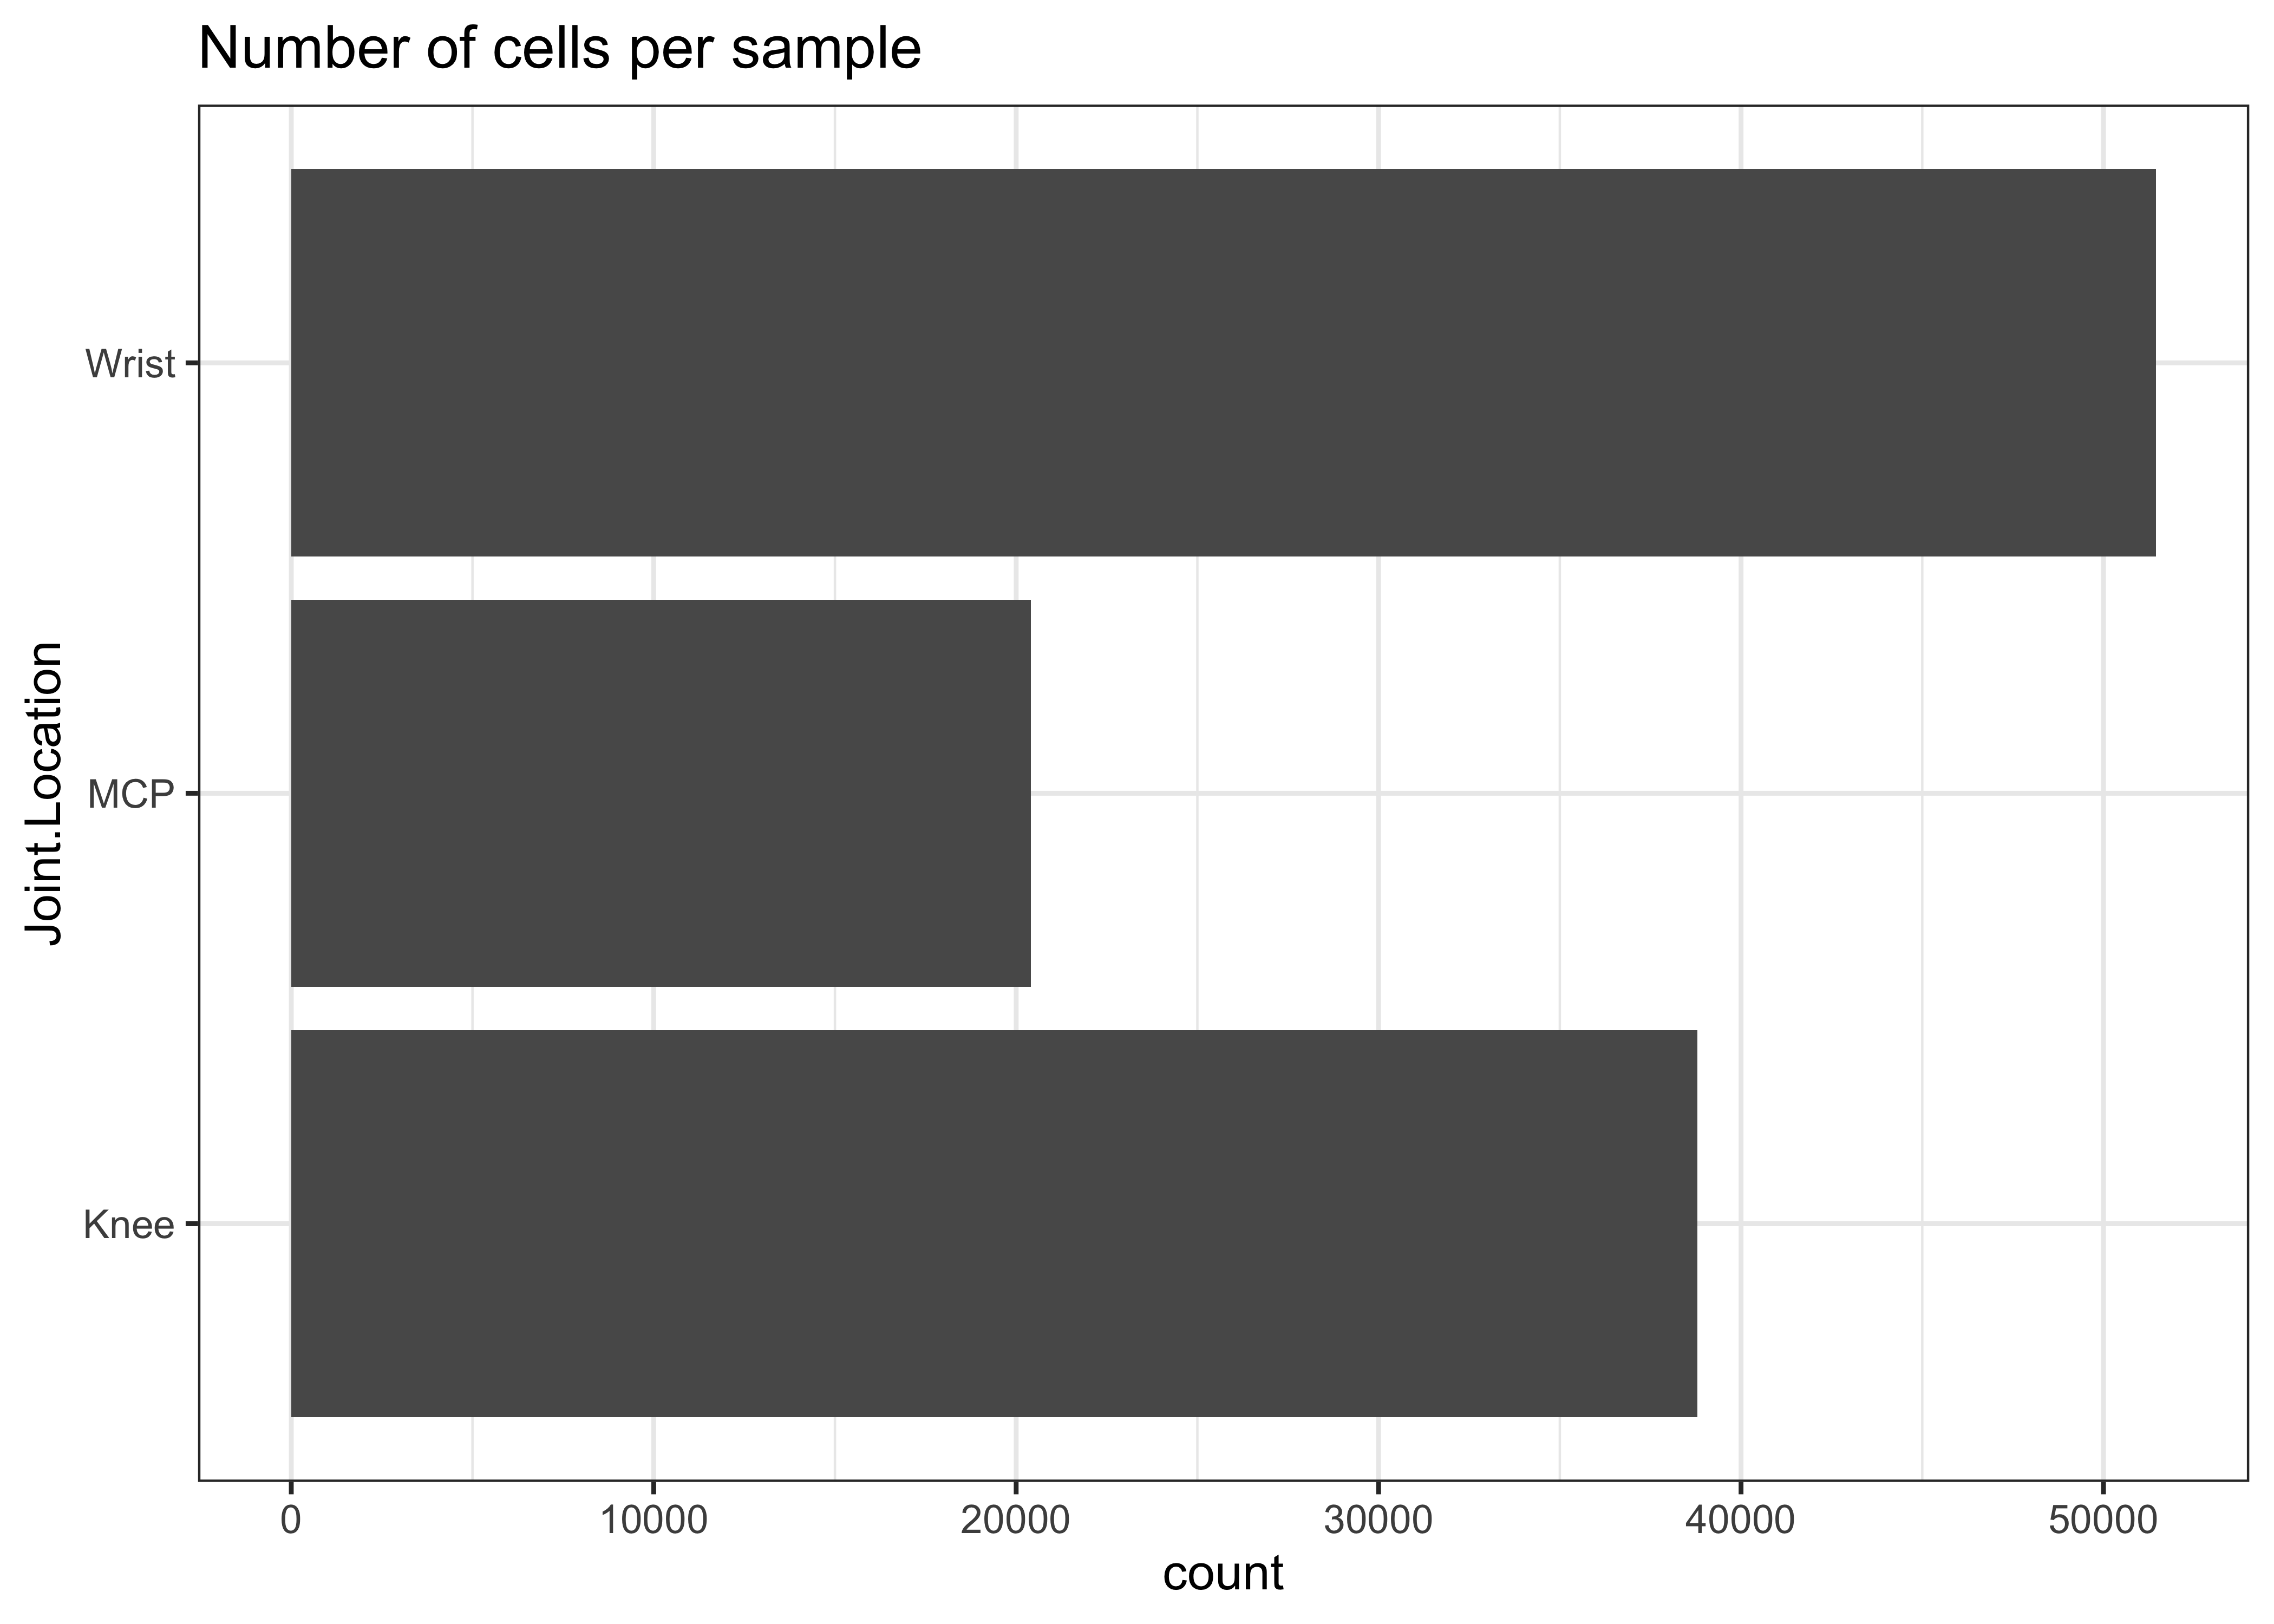 Number of cells per sample
Wrist
MCP
Knee
Joint.Location
0 10000 20000 30000 40000 50000
count